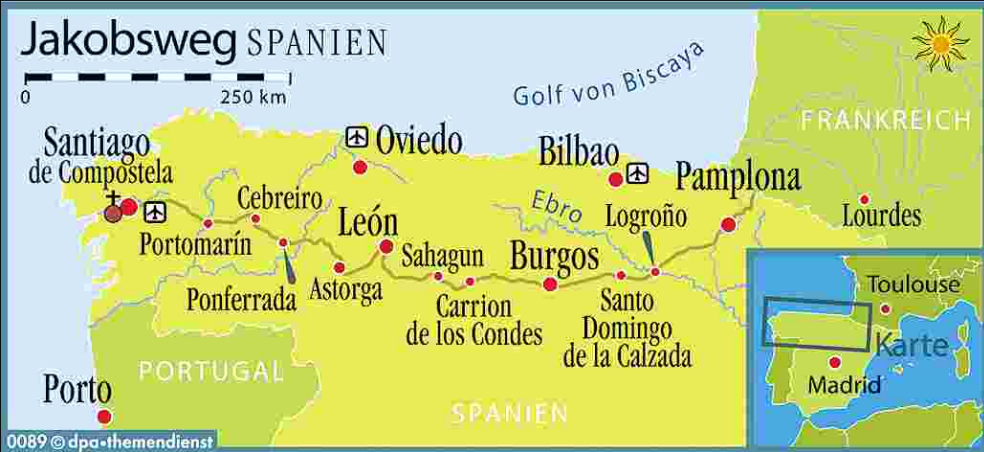 Jakobsweg SPANIEN
0 250 km
Golf von Biscaya
FRANKREICH
Santiago
de Compostela
Oviedo
Bilbao
Pamplona
Cebreiro
Ebro
Logroño
Lourdes
Portomarín
León
Sahagun
Burgos
Ponferrada
Astorga
Carrion
de los Condes
Santo
Domingo
de la Calzada
Toulouse
Karte
Madrid
PORTUGAL
Porto
SPANIEN
0089 © dpa•themendienst